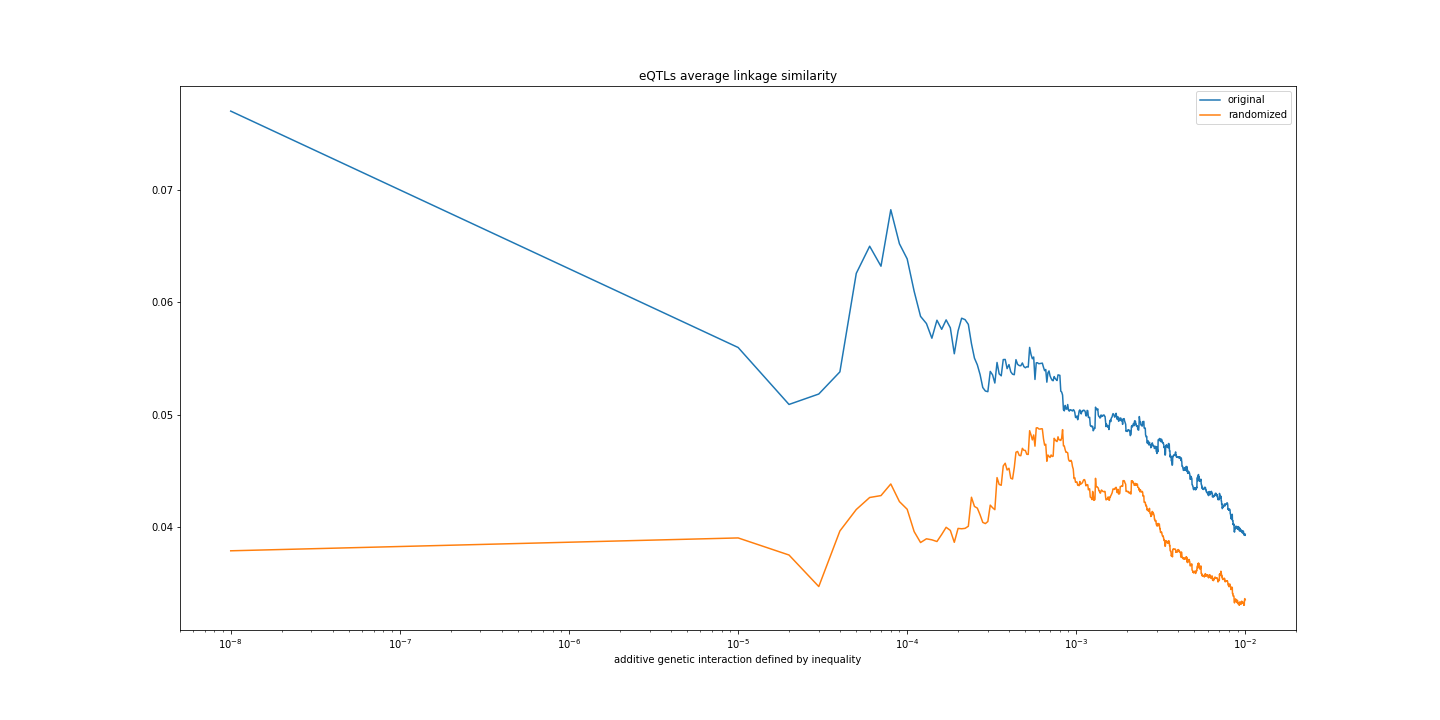 eQTLs average linkage similarity
original
randomized
0.07
0.06
0.05
0.04
10⁻⁸ 10⁻⁷ 10⁻⁶ 10⁻⁵ 10⁻⁴ 10⁻³ 10⁻²
additive genetic interaction defined by inequality